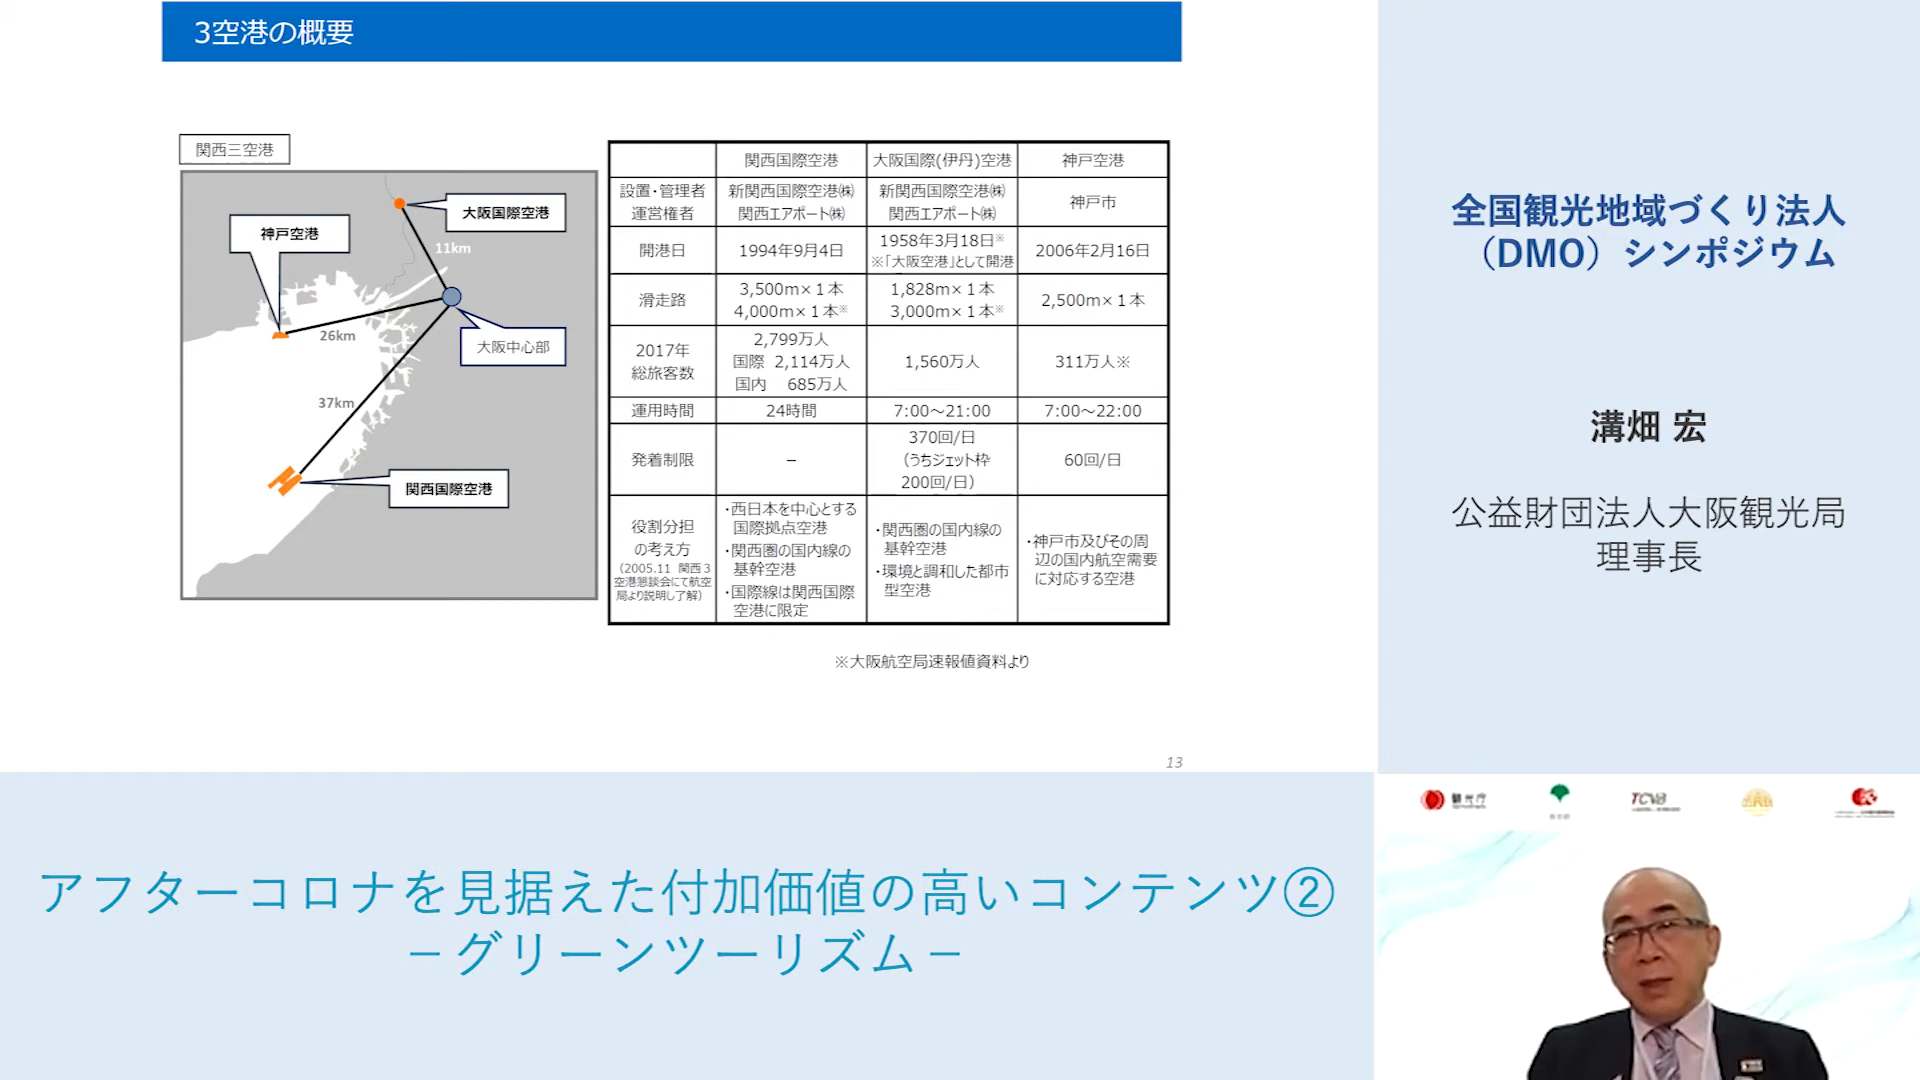 3空港の概要
関西三空港
大阪国際空港
神戸空港
11km
26km
大阪中心部
37km
関西国際空港
関西国際空港 大阪国際(伊丹)空港 神戸空港
設置・管理者
運営権者
新関西国際空港㈱
関西エアポート㈱
新関西国際空港㈱
関西エアポート㈱
神戸市
開港日
1994年9月4日
1958年3月18日※
※「大阪空港」として開港
2006年2月16日
滑走路
3,500m×1本
4,000m×1本※
1,828m×1本
3,000m×1本※
2,500m×1本
2017年
総旅客数
2,799万人
国際 2,114万人
国内 685万人
1,560万人
311万人※
運用時間
24時間
7:00～21:00
7:00～22:00
発着制限
–
370回/日
（うちジェット枠
200回/日）
60回/日
役割分担
の考え方
（2005.11 関西3
空港懇談会にて航空
局より説明し了解）
・西日本を中心とする
国際拠点空港
・関西圏の国内線の
基幹空港
・国際線は関西国際
空港に限定
・関西圏の国内線の
基幹空港
・環境と調和した都市
型空港
・神戸市及びその周
辺の国内航空需要
に対応する空港
※大阪航空局速報値資料より
13
全国観光地域づくり法人
（DMO）シンポジウム
溝畑 宏
公益財団法人大阪観光局
理事長
アフターコロナを見据えた付加価値の高いコンテンツ②
－グリーンツーリズム－
観光庁